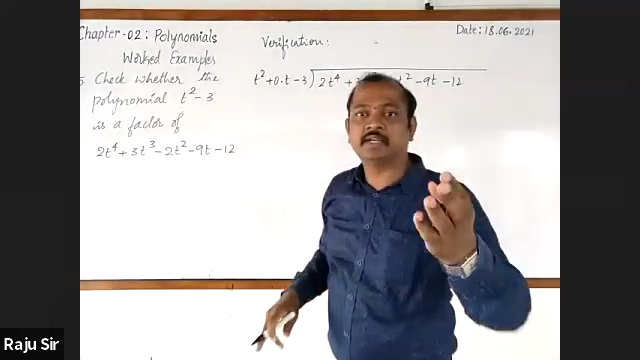 Chapter-02: Polynomials
Worked Examples
Check whether the
polynomial t²-3
is a factor of
2t⁴+3t³-2t²-9t-12
Verification:
t²+0.t-3) 2t⁴ + t² -9t -12
Date: 18.06.2021
Raju Sir